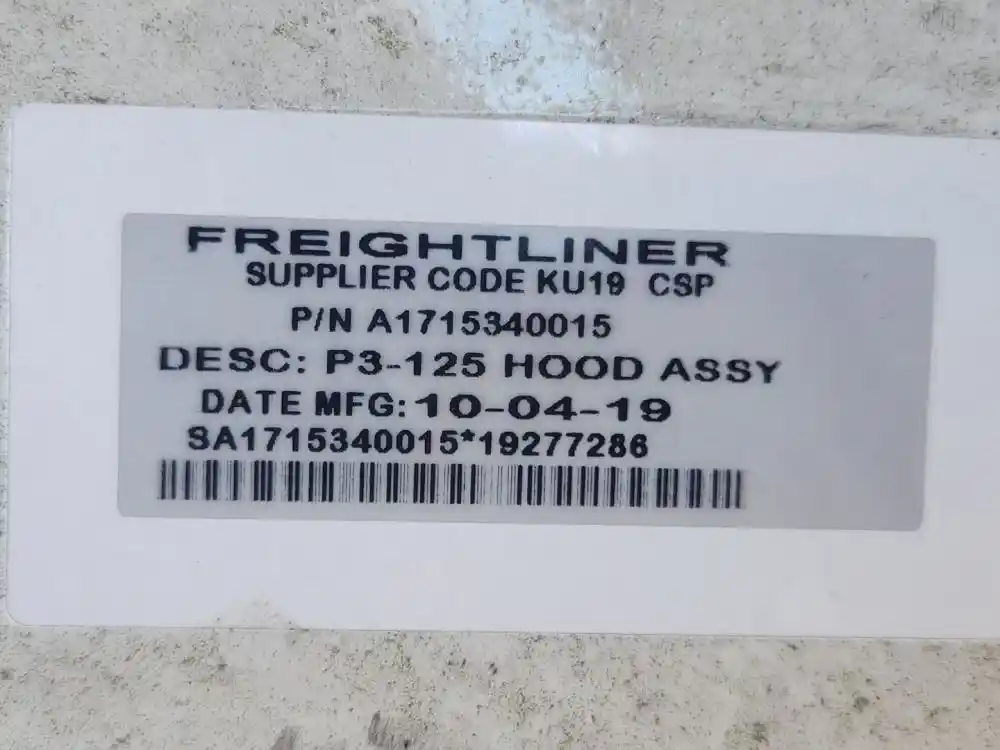 FREIGHTLINER
SUPPLIER CODE KU19 CSP
P/N A1715340015
DESC: P3-125 HOOD ASSY
DATE MFG: 10-04-19
SA1715340015*19277286